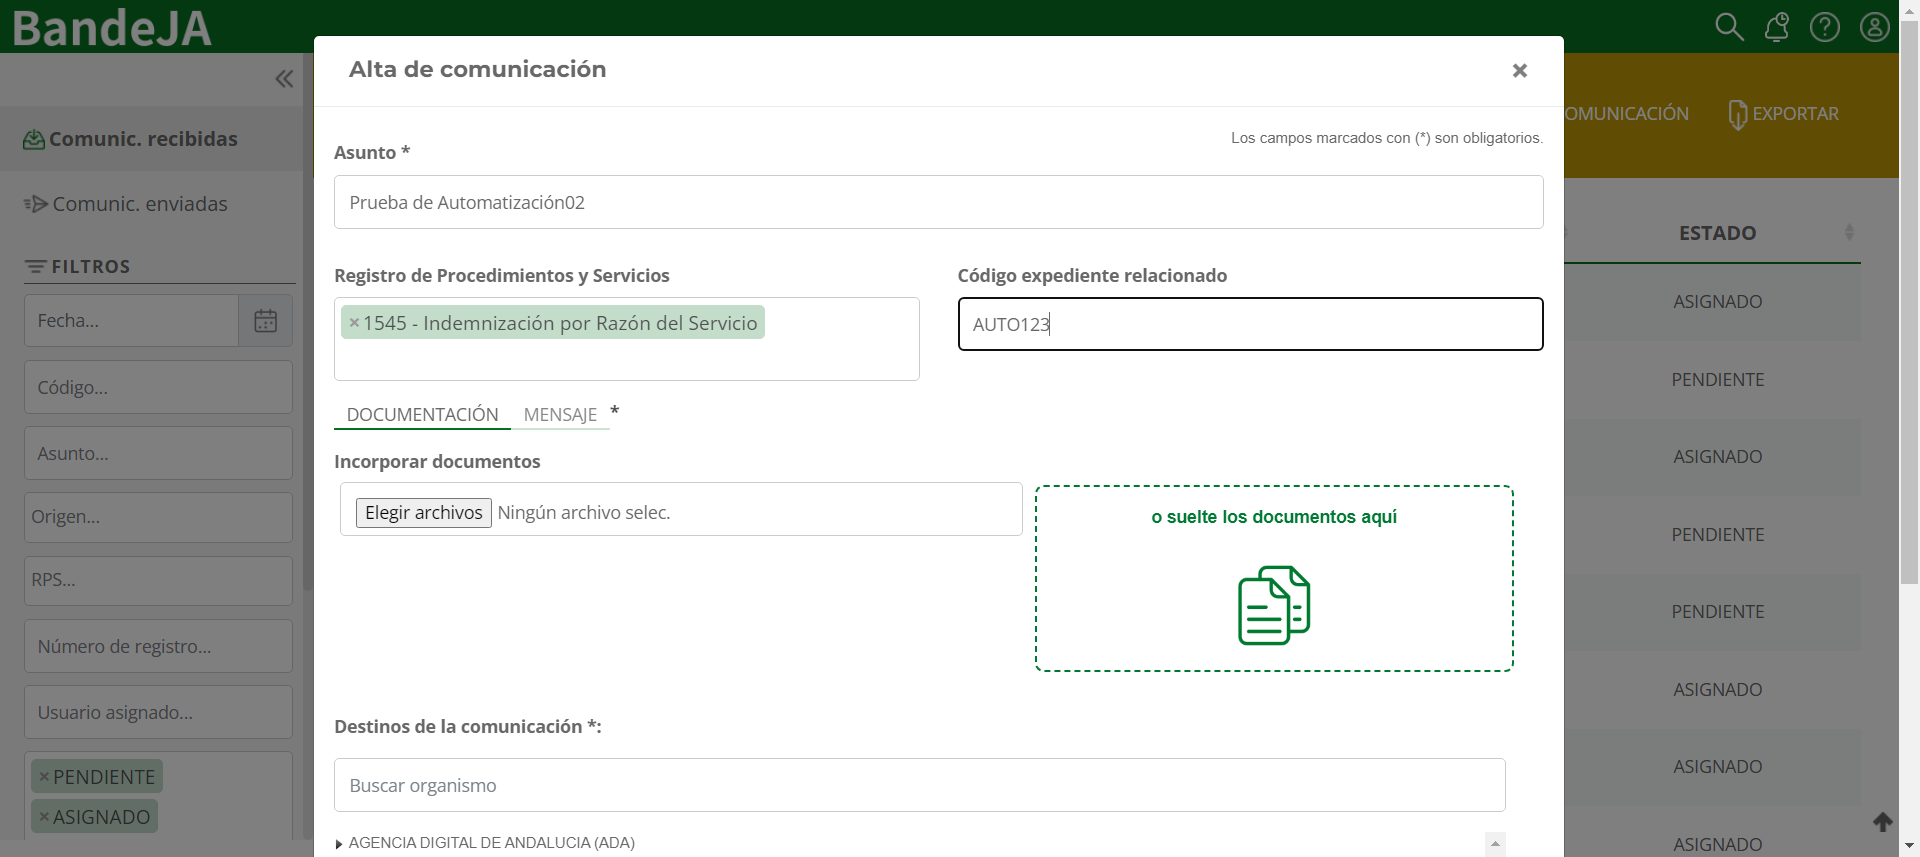 BandeJA
Alta de comunicación
×
OMUNICACIÓN
EXPORTAR
Comunic. recibidas
Comunic. enviadas
FILTROS
Fecha...
Código...
Asunto...
Origen...
RPS...
Número de registro...
Usuario asignado...
×PENDIENTE
×ASIGNADO
Los campos marcados con (*) son obligatorios.
Asunto *
Prueba de Automatización02
Registro de Procedimientos y Servicios
×1545 - Indemnización por Razón del Servicio
Código expediente relacionado
AUTO123
DOCUMENTACIÓN MENSAJE *
Incorporar documentos
Elegir archivos Ningún archivo selec.
o suelte los documentos aquí
Destinos de la comunicación *:
Buscar organismo
AGENCIA DIGITAL DE ANDALUCIA (ADA)
ESTADO
ASIGNADO
PENDIENTE
ASIGNADO
PENDIENTE
PENDIENTE
ASIGNADO
ASIGNADO
ASIGNADO